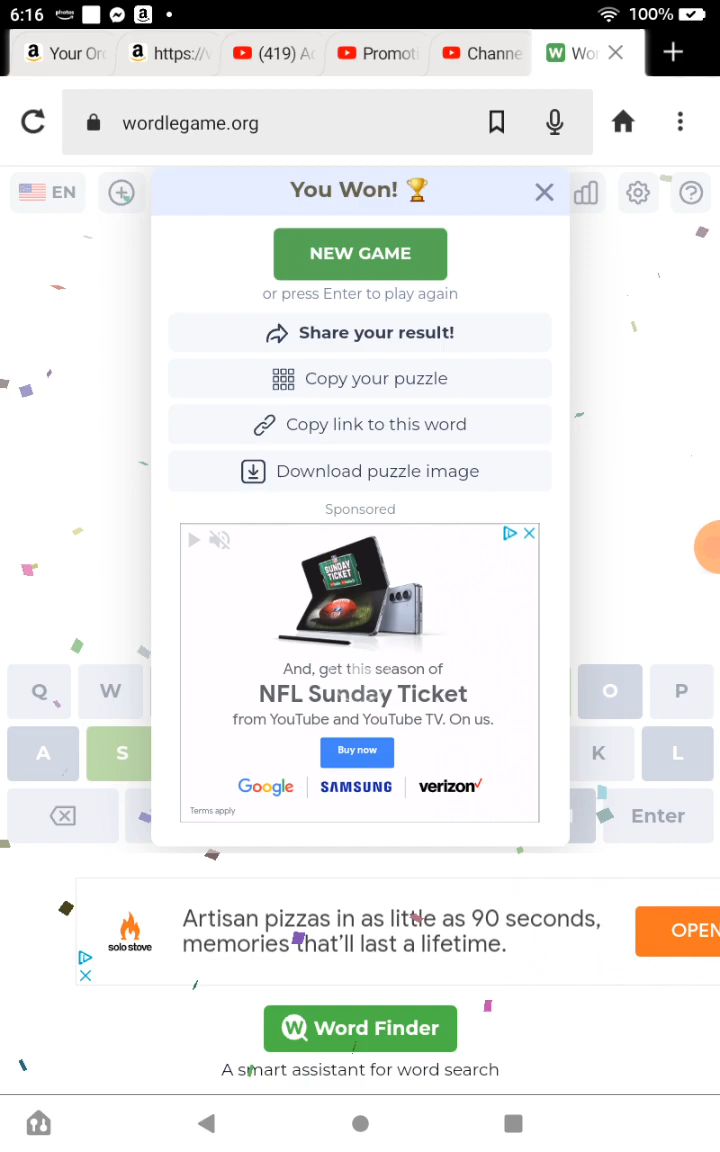 6:16 photos a 100%
a Your Or a https:// (419) A Promoti Channe W Wor
wordlegame.org
EN
You Won!
NEW GAME
or press Enter to play again
Share your result!
Copy your puzzle
Copy link to this word
Download puzzle image
Sponsored
SUNDAY TICKET
And, get this season of
NFL Sunday Ticket
from YouTube and YouTube TV. On us.
Buy now
Google SAMSUNG verizon
Terms apply
Q W O P
A S K L
Enter
solo stove
Artisan pizzas in as little as 90 seconds,
memories that'll last a lifetime.
OPEN
W Word Finder
A smart assistant for word search